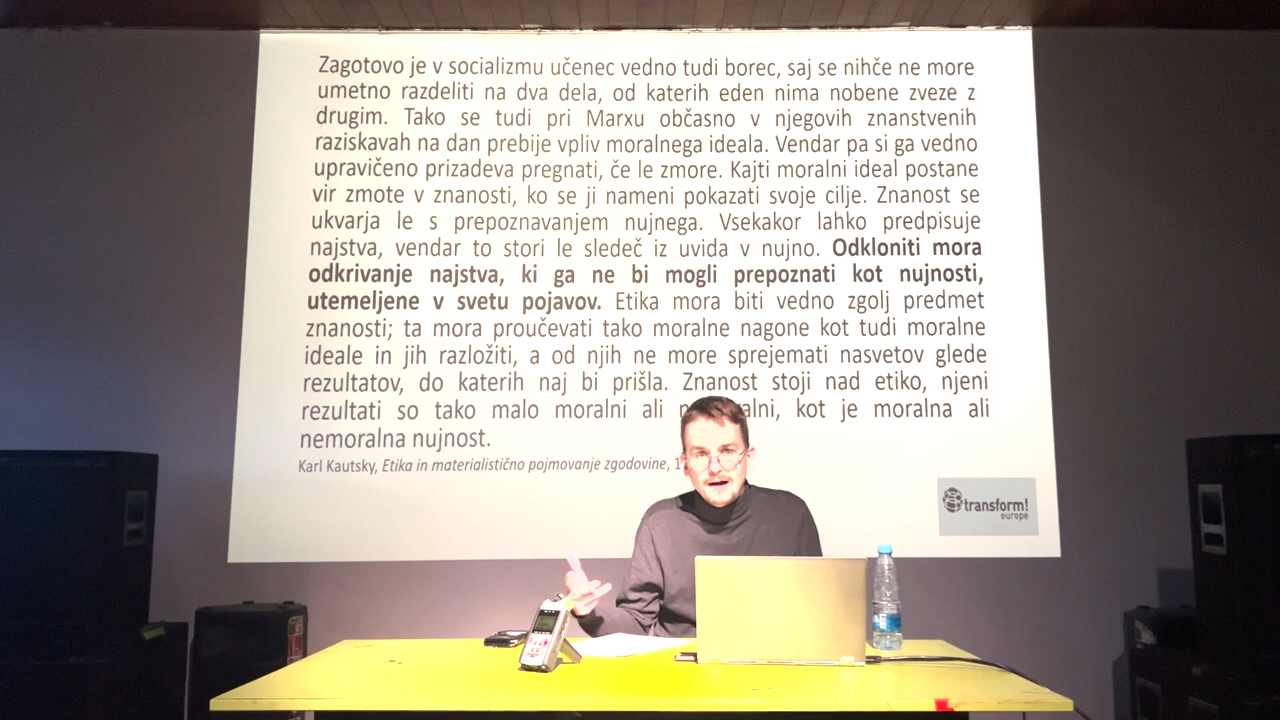 Zagotovo je v socializmu učenec vedno tudi borec, saj se nihče ne more
umetno razdeliti na dva dela, od katerih eden nima nobene zveze z
drugim. Tako se tudi pri Marxu občasno v njegovih znanstvenih
raziskavah na dan prebije vpliv moralnega ideala. Vendar pa si ga vedno
upravičeno prizadeva pregnati, če le zmore. Kajti moralni ideal postane
vir zmote v znanosti, ko se ji nameni pokazati svoje cilje. Znanost se
ukvarja le s prepoznavanjem nujnega. Vsekakor lahko predpisuje
najstva, vendar to stori le sledeč iz uvida v nujno. Odkloniti mora
odkrivanje najstva, ki ga ne bi mogli prepoznati kot nujnosti,
utemeljene v svetu pojavov. Etika mora biti vedno zgolj predmet
znanosti; ta mora proučevati tako moralne nagone kot tudi moralne
ideale in jih razložiti, a od njih ne more sprejemati nasvetov glede
rezultatov, do katerih naj bi prišla. Znanost stoji nad etiko, njeni
rezultati so tako malo moralni ali kot je moralna ali
nemoralna nujnost.
Karl Kautsky, Etika in materialistično pojmovanje zgodovine,
transform!
europe